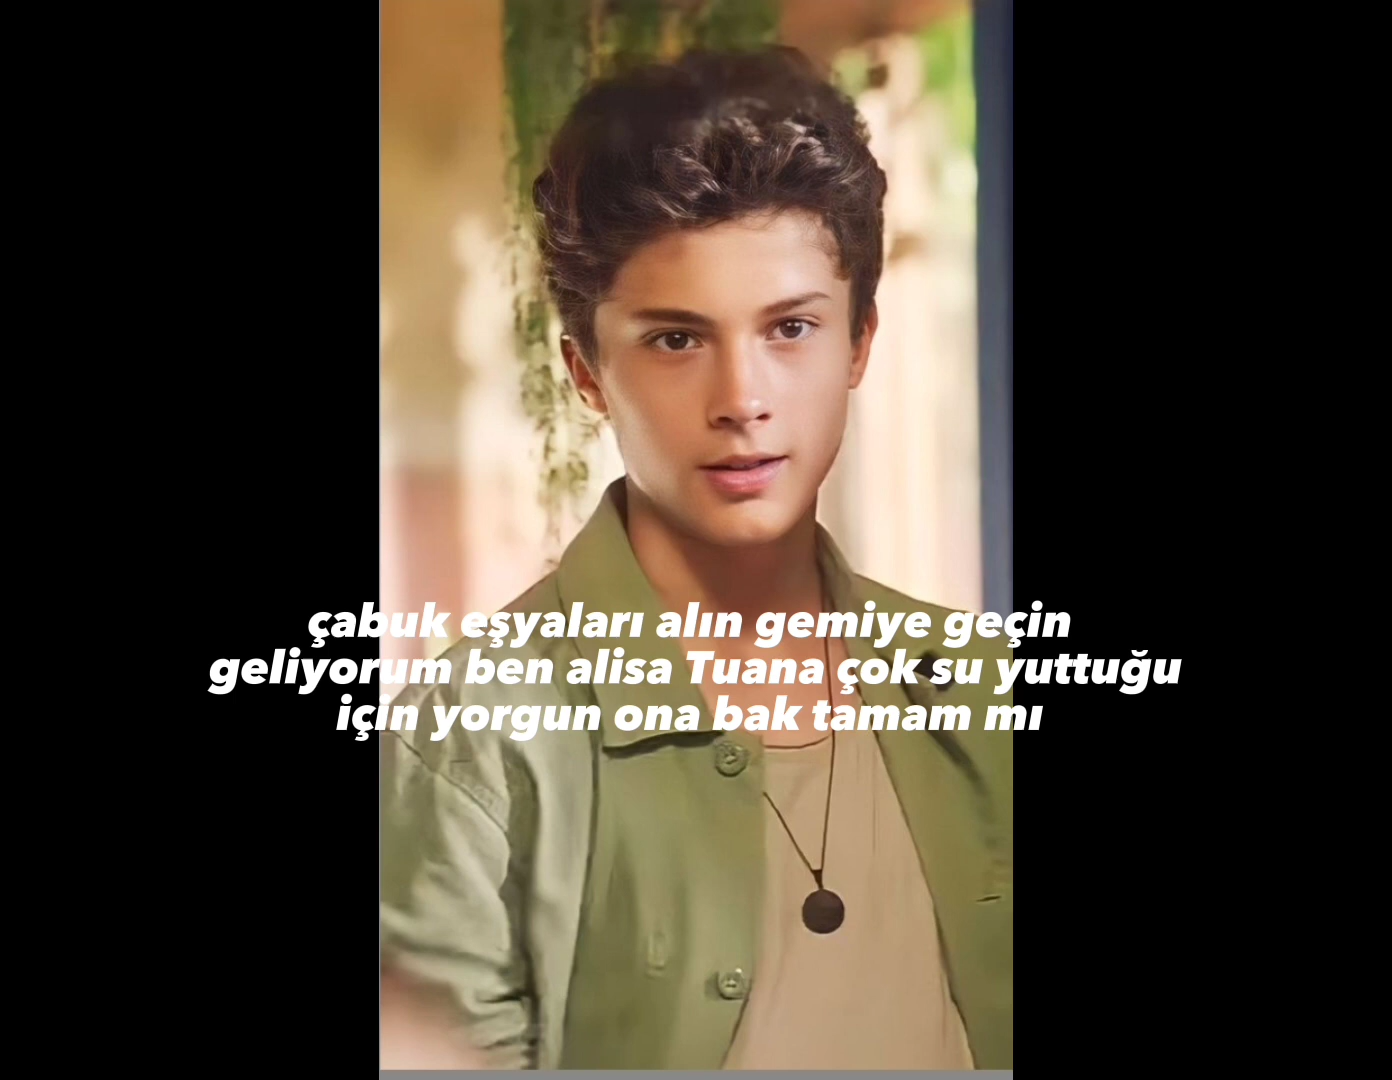 çabuk eşyaları alın gemiye geçin
geliyorum ben alisa Tuana çok su yuttuğu
için yorgun ona bak tamam mı